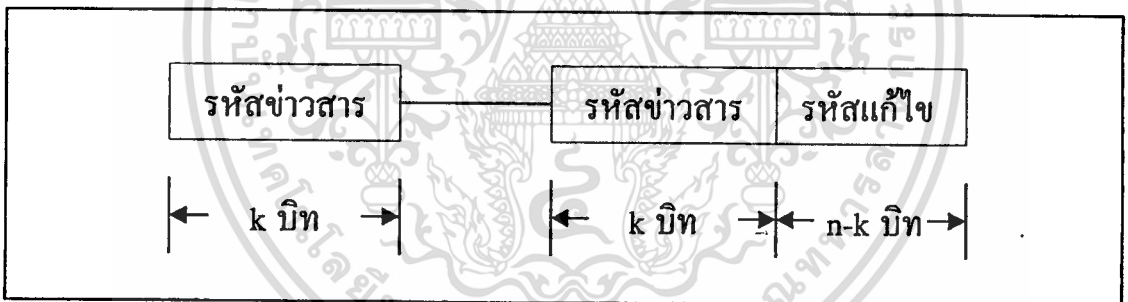 รหัสข่าวสาร รหัสข่าวสาร รหัสแก้ไข
k บิท k บิท n-k บิท